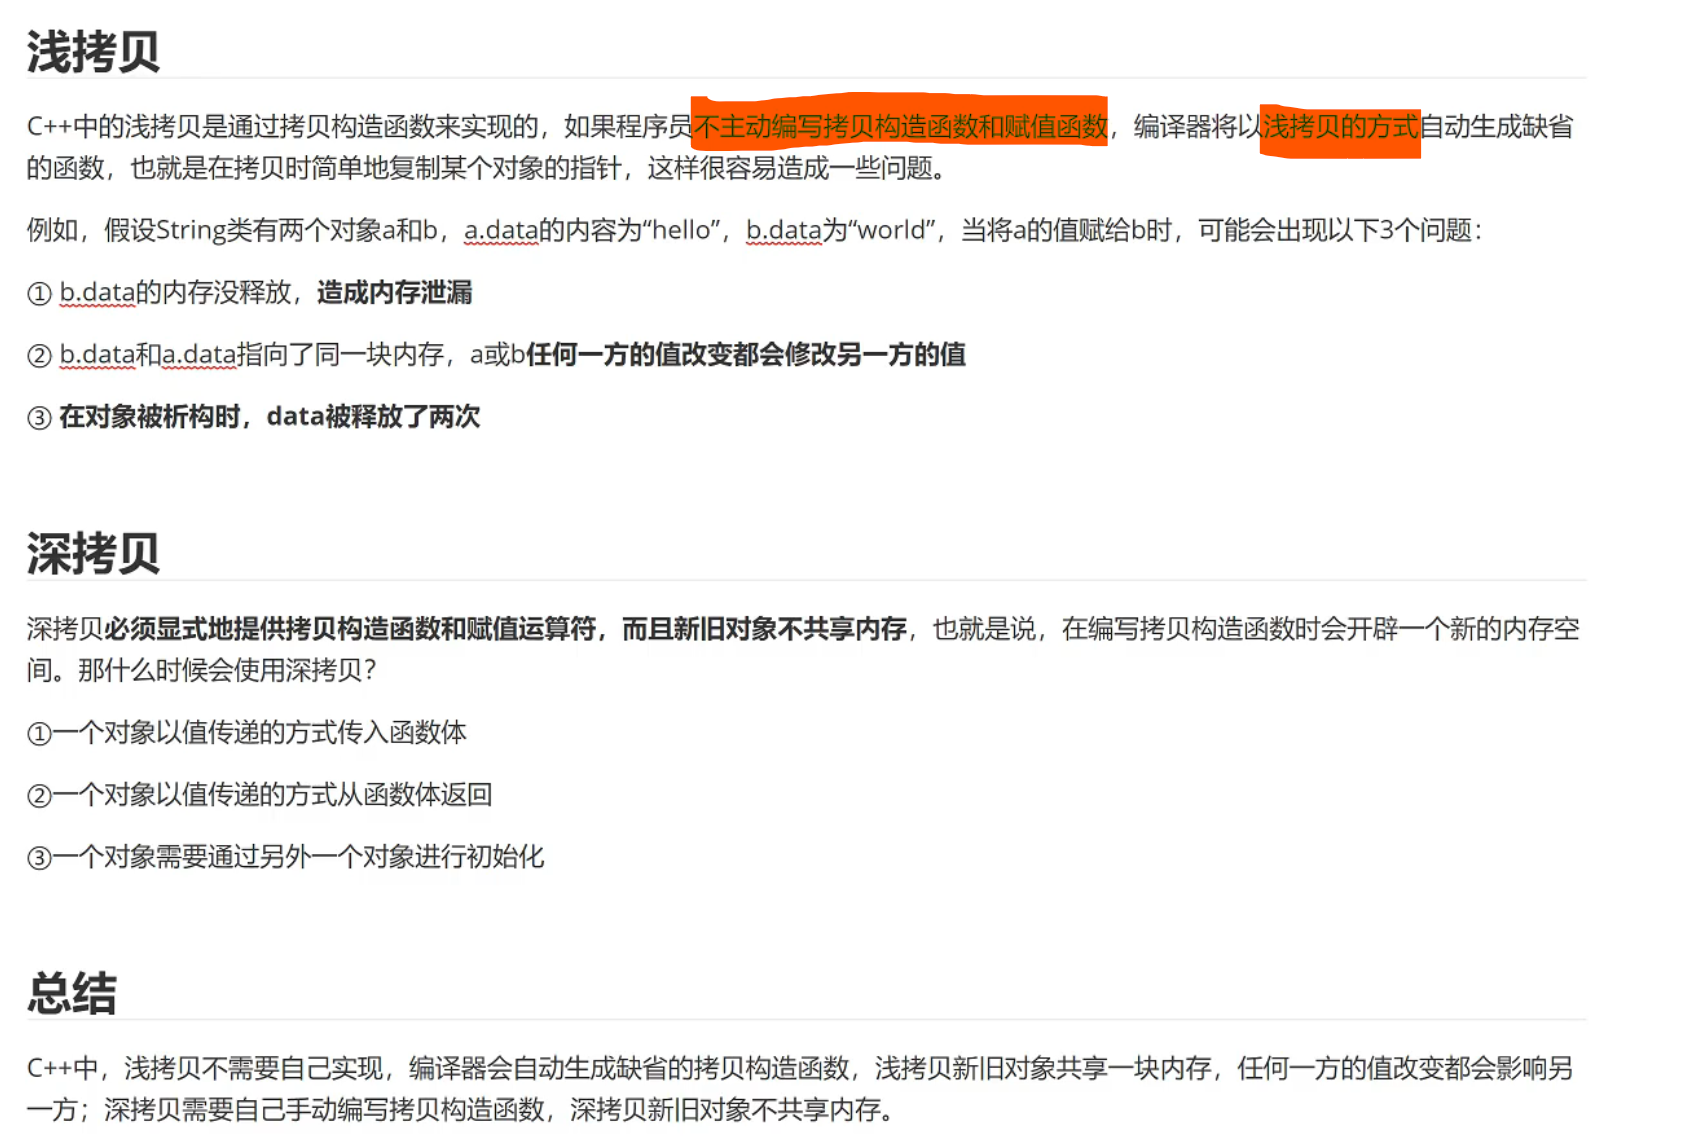 浅拷贝
C++中的浅拷贝是通过拷贝构造函数来实现的，如果程序员不主动编写拷贝构造函数和赋值函数，编译器将以浅拷贝的方式自动生成缺省
的函数，也就是在拷贝时简单地复制某个对象的指针，这样很容易造成一些问题。
例如，假设String类有两个对象a和b，a.data的内容为“hello”，b.data为“world”，当将a的值赋给b时，可能会出现以下3个问题：
① b.data的内存没释放，造成内存泄漏
② b.data和a.data指向了同一块内存，a或b任何一方的值改变都会修改另一方的值
③ 在对象被析构时，data被释放了两次
深拷贝
深拷贝必须显式地提供拷贝构造函数和赋值运算符，而且新旧对象不共享内存，也就是说，在编写拷贝构造函数时会开辟一个新的内存空
间。那什么时候会使用深拷贝？
①一个对象以值传递的方式传入函数体
②一个对象以值传递的方式从函数体返回
③一个对象需要通过另外一个对象进行初始化
总结
C++中，浅拷贝不需要自己实现，编译器会自动生成缺省的拷贝构造函数，浅拷贝新旧对象共享一块内存，任何一方的值改变都会影响另
一方；深拷贝需要自己手动编写拷贝构造函数，深拷贝新旧对象不共享内存。